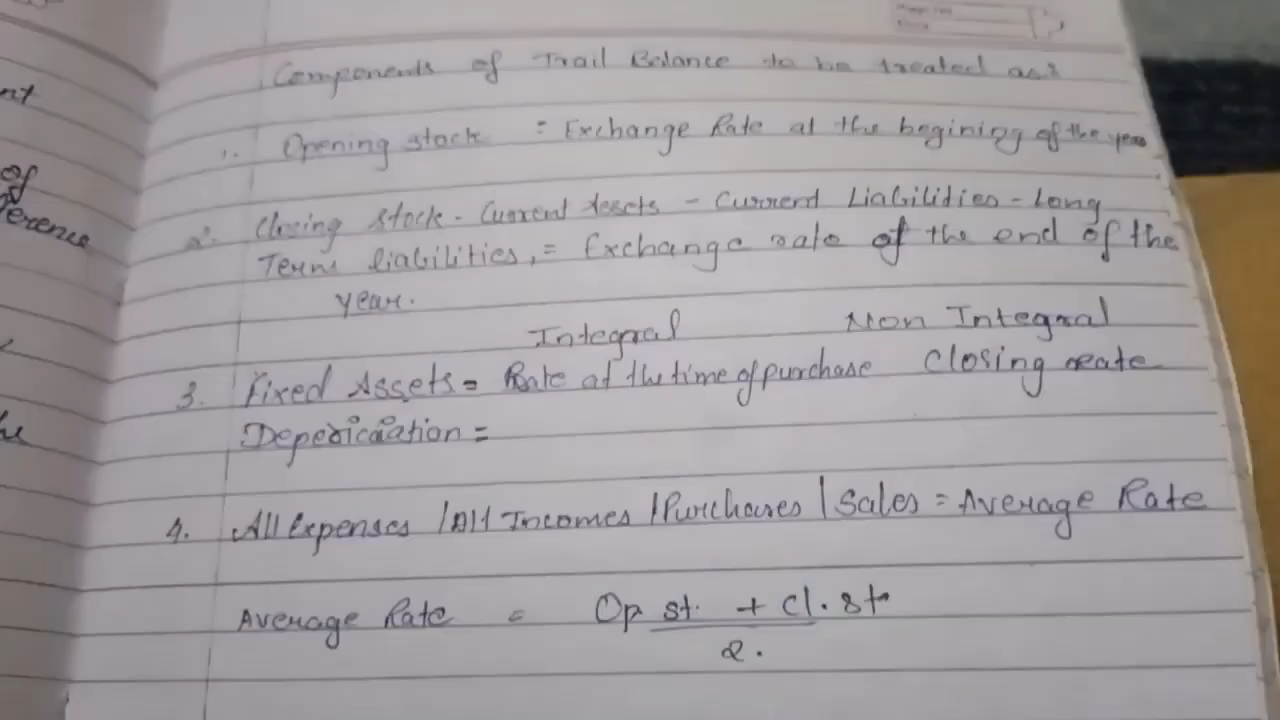 nt
of
ference
Components of Trail Balance to be treated as:
1. Opening stock = Exchange Rate at the begining of the year
2. Closing stock - Current Assets - Current Liabilities - Long
Term liabilities, = Exchange rate of the end of the
year.
Integral Non Integral
3. Fixed Assets = Rate at the time of purchase Closing rate
Depericiation =
4. All Expenses / All Incomes / Purchases / Sales = Average Rate
Average Rate = Op st. + Cl. st
2.